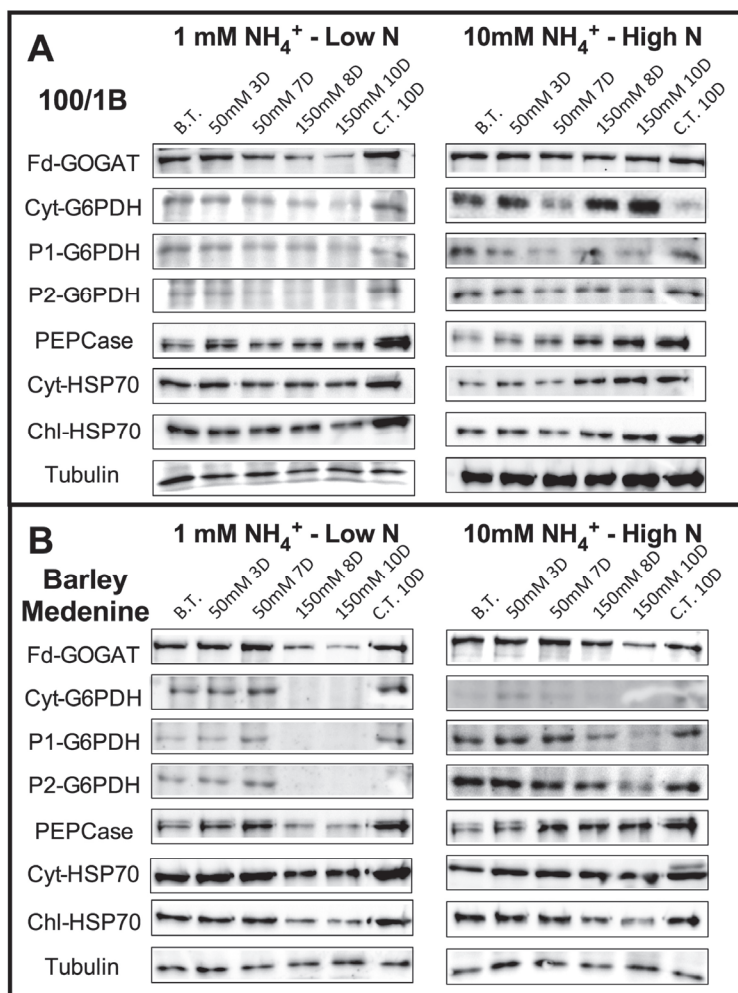 A
1 mM NH₄⁺ - Low N
10mM NH₄⁺ - High N
100/1B
B.T.
50mM 3D
50mM 7D
150mM 8D
150mM 10D
C.T. 10D
B.T.
50mM 3D
50mM 7D
150mM 8D
150mM 10D
C.T. 10D
Fd-GOGAT
Cyt-G6PDH
P1-G6PDH
P2-G6PDH
PEPCase
Cyt-HSP70
Chl-HSP70
Tubulin
B
1 mM NH₄⁺ - Low N
10mM NH₄⁺ - High N
Barley
Medenine
B.T.
50mM 3D
50mM 7D
150mM 8D
150mM 10D
C.T. 10D
B.T.
50mM 3D
50mM 7D
150mM 8D
150mM 10D
C.T. 10D
Fd-GOGAT
Cyt-G6PDH
P1-G6PDH
P2-G6PDH
PEPCase
Cyt-HSP70
Chl-HSP70
Tubulin